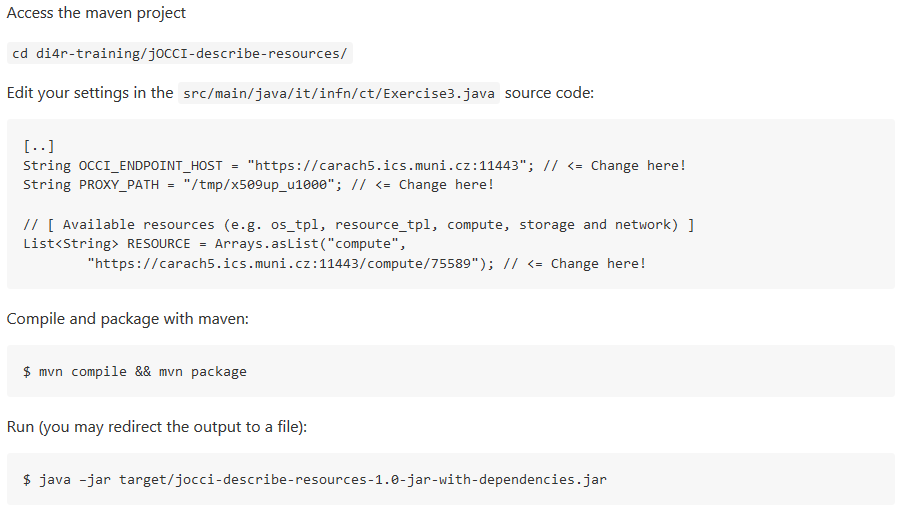 Access the maven project
cd di4r-training/jOCCI-describe-resources/
Edit your settings in the src/main/java/it/infn/ct/Exercise3.java source code:
[..]
String OCCI_ENDPOINT_HOST = "https://carach5.ics.muni.cz:11443"; // <= Change here!
String PROXY_PATH = "/tmp/x509up_u1000"; // <= Change here!
// [ Available resources (e.g. os_tpl, resource_tpl, compute, storage and network) ]
List<String> RESOURCE = Arrays.asList("compute",
"https://carach5.ics.muni.cz:11443/compute/75589"); // <= Change here!
Compile and package with maven:
$ mvn compile && mvn package
Run (you may redirect the output to a file):
$ java –jar target/jocci-describe-resources-1.0-jar-with-dependencies.jar